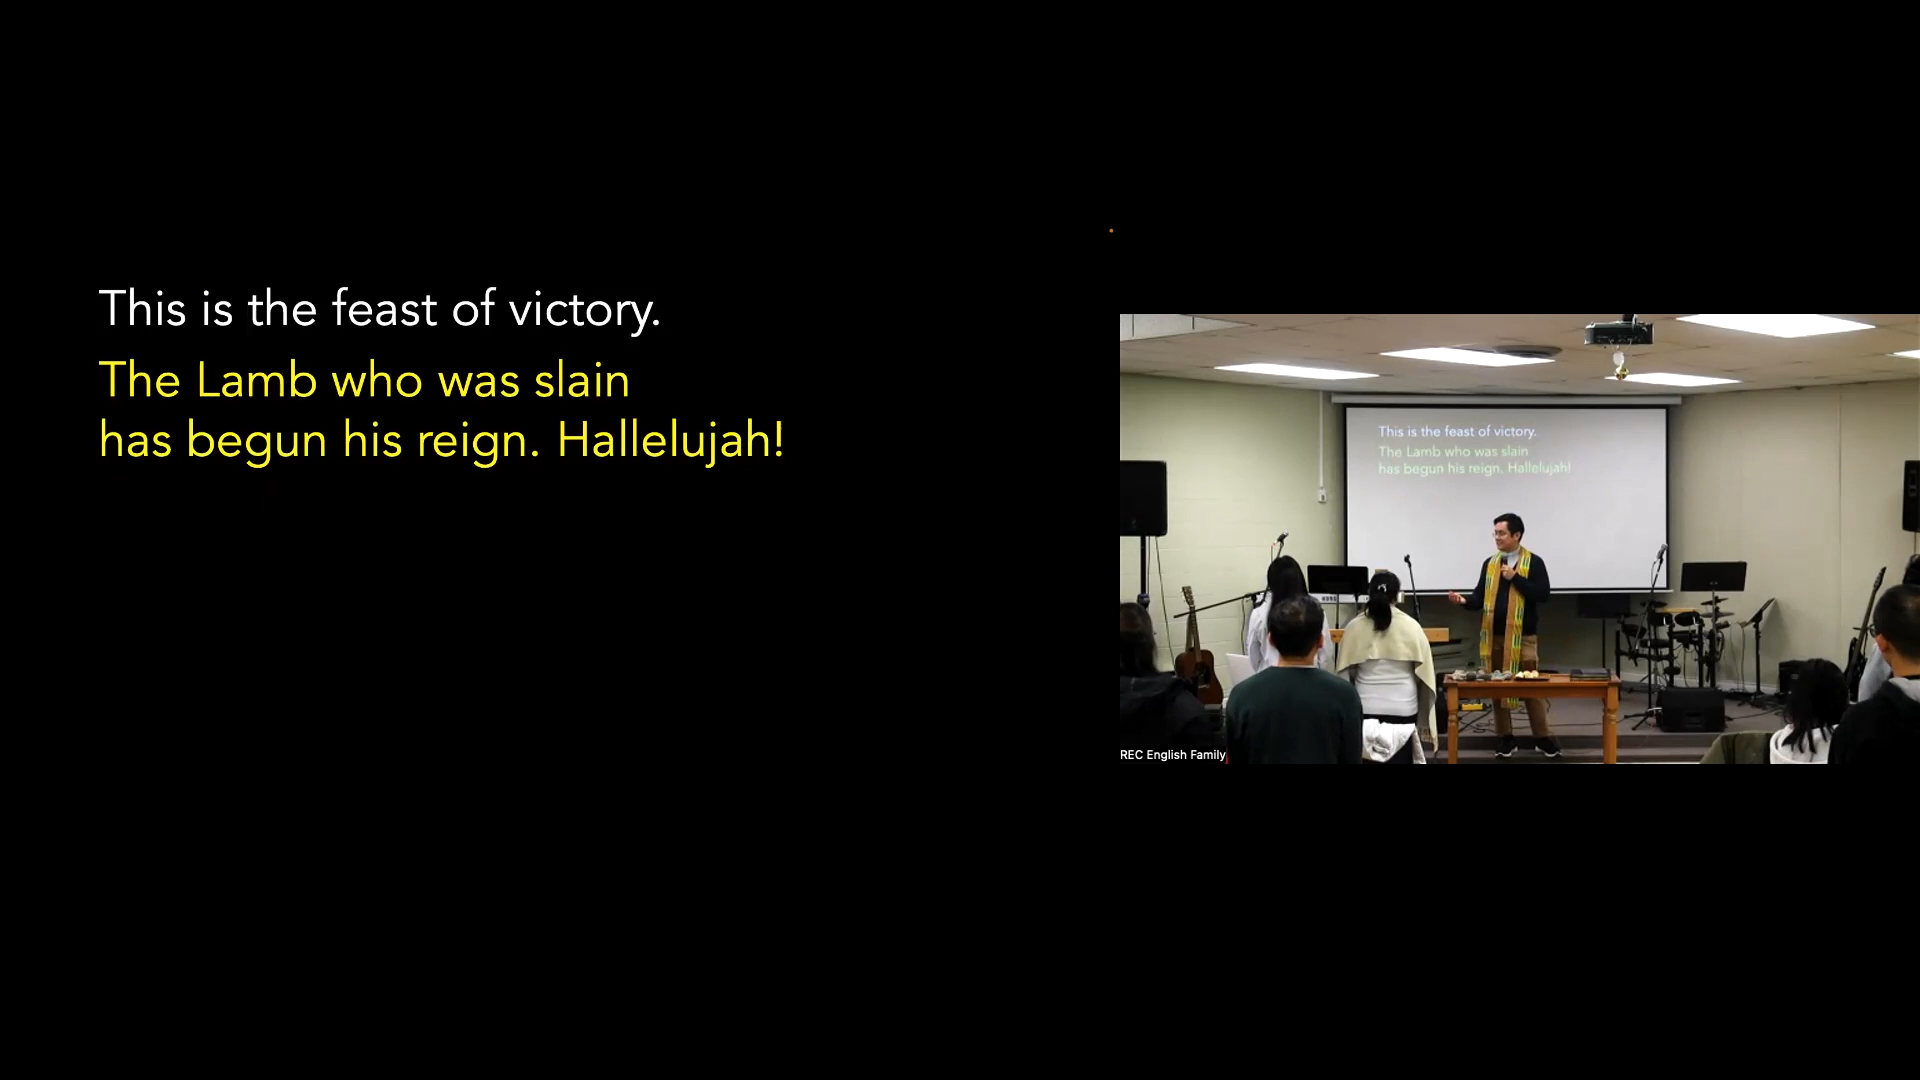 This is the feast of victory.
The Lamb who was slain
has begun his reign. Hallelujah!
This is the feast of victory.
The Lamb who was slain
has begun his reign. Hallelujah!
REC English Family